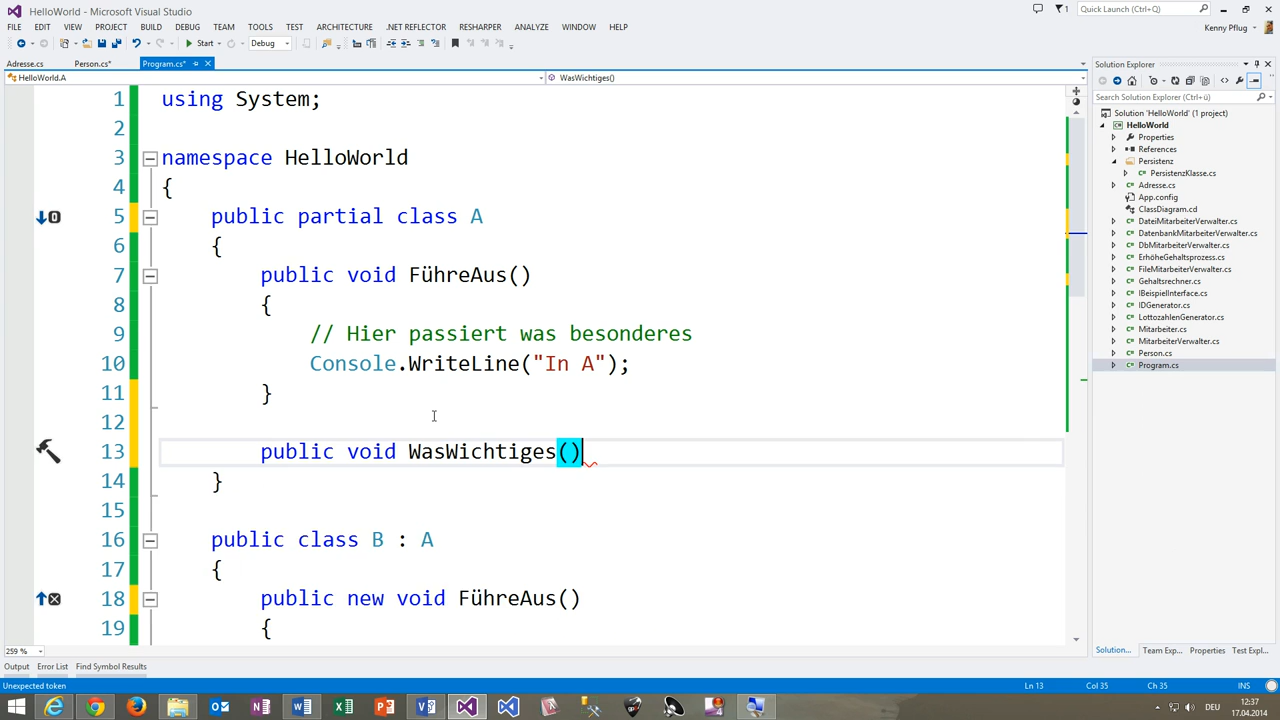 HelloWorld - Microsoft Visual Studio
1
Quick Launch (Ctrl+Q)
FILE EDIT VIEW PROJECT BUILD DEBUG TEAM TOOLS TEST ARCHITECTURE .NET REFLECTOR RESHARPER ANALYZE WINDOW HELP
Kenny Pflug
Start Debug
Adresse.cs Person.cs* Program.cs*
HelloWorld.A WasWichtiges()
1 using System;
2
3 namespace HelloWorld
4 {
5 public partial class A
6 {
7 public void FühreAus()
8 {
9 // Hier passiert was besonderes
10 Console.WriteLine("In A");
11 }
12
13 public void WasWichtiges()
14 }
15
16 public class B : A
17 {
18 public new void FühreAus()
19 {
259 %
Solution Explorer
Search Solution Explorer (Ctrl+ü)
Solution 'HelloWorld' (1 project)
HelloWorld
Properties
References
Persistenz
PersistenzKlasse.cs
Adresse.cs
App.config
ClassDiagram.cd
DateiMitarbeiterVerwalter.cs
DatenbankMitarbeiterVerwalter.cs
DbMitarbeiterVerwalter.cs
ErhöheGehaltsprozess.cs
FileMitarbeiterVerwalter.cs
Gehaltsrechner.cs
IBeispielInterface.cs
IDGenerator.cs
LottozahlenGenerator.cs
Mitarbeiter.cs
MitarbeiterVerwalter.cs
Person.cs
Program.cs
Solution... Team Exp... Properties Test Expl...
Output Error List Find Symbol Results
Unexpected token Ln 13 Col 35 Ch 35 INS
DEU
12:37
17.04.2014